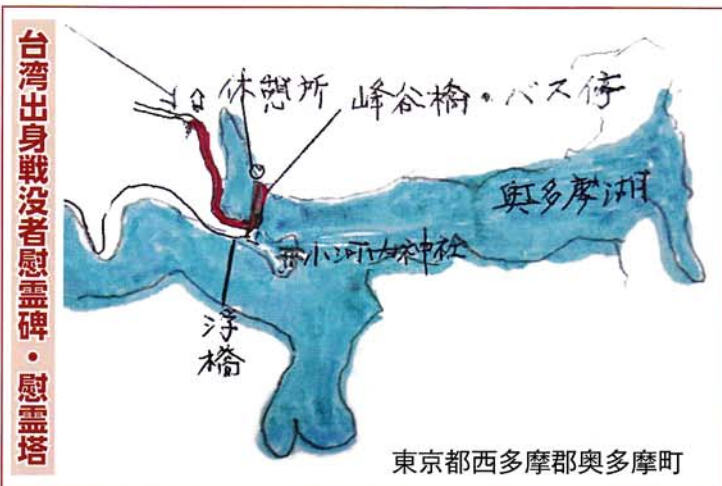 台湾出身戦没者慰霊碑・慰霊塔
休憩所
峰谷橋・バス停
奥多摩湖
小河内神社
浮橋
東京都西多摩郡奥多摩町